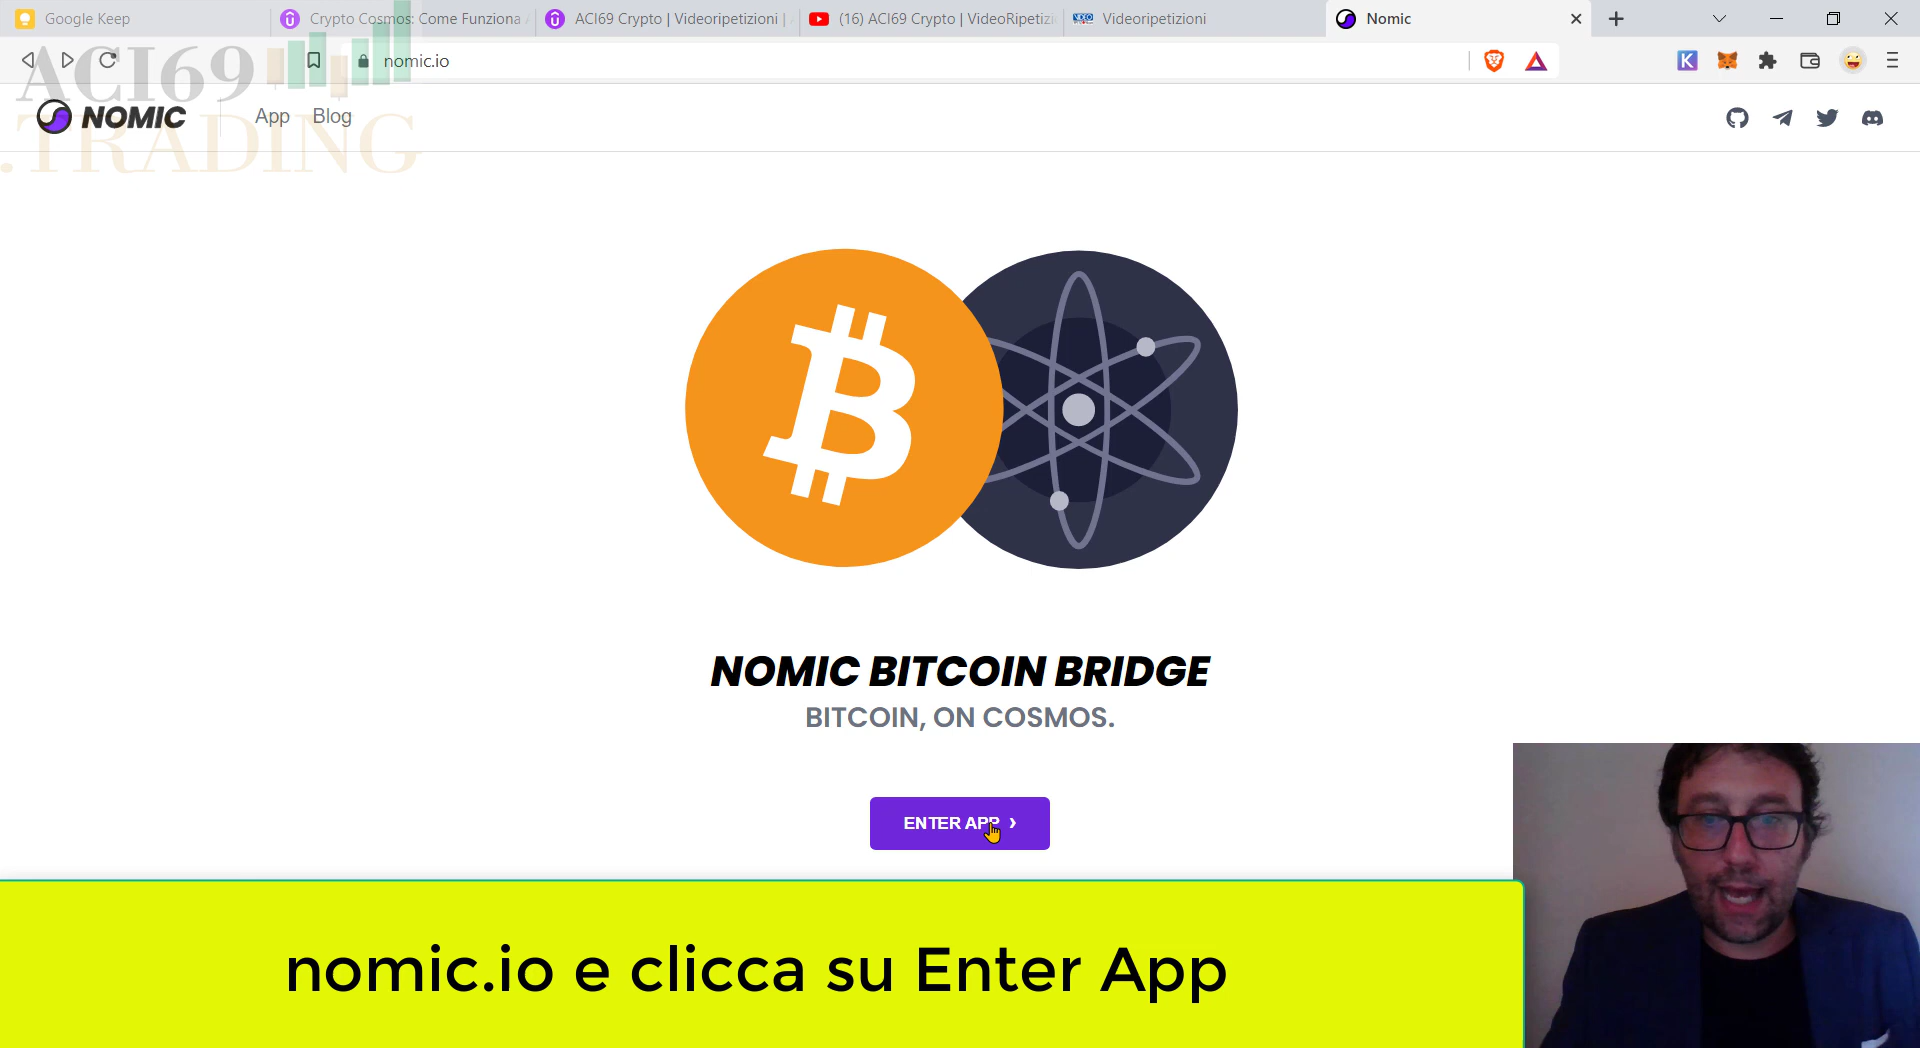 Google Keep
Crypto Cosmos: Come Funziona
ACI69 Crypto | Videoripetizioni |
(16) ACI69 Crypto | VideoRipetizi
Videoripetizioni
Nomic
nomic.io
ACI69
.TRADING
NOMIC
App
Blog
NOMIC BITCOIN BRIDGE
BITCOIN, ON COSMOS.
ENTER APP ›
nomic.io e clicca su Enter App